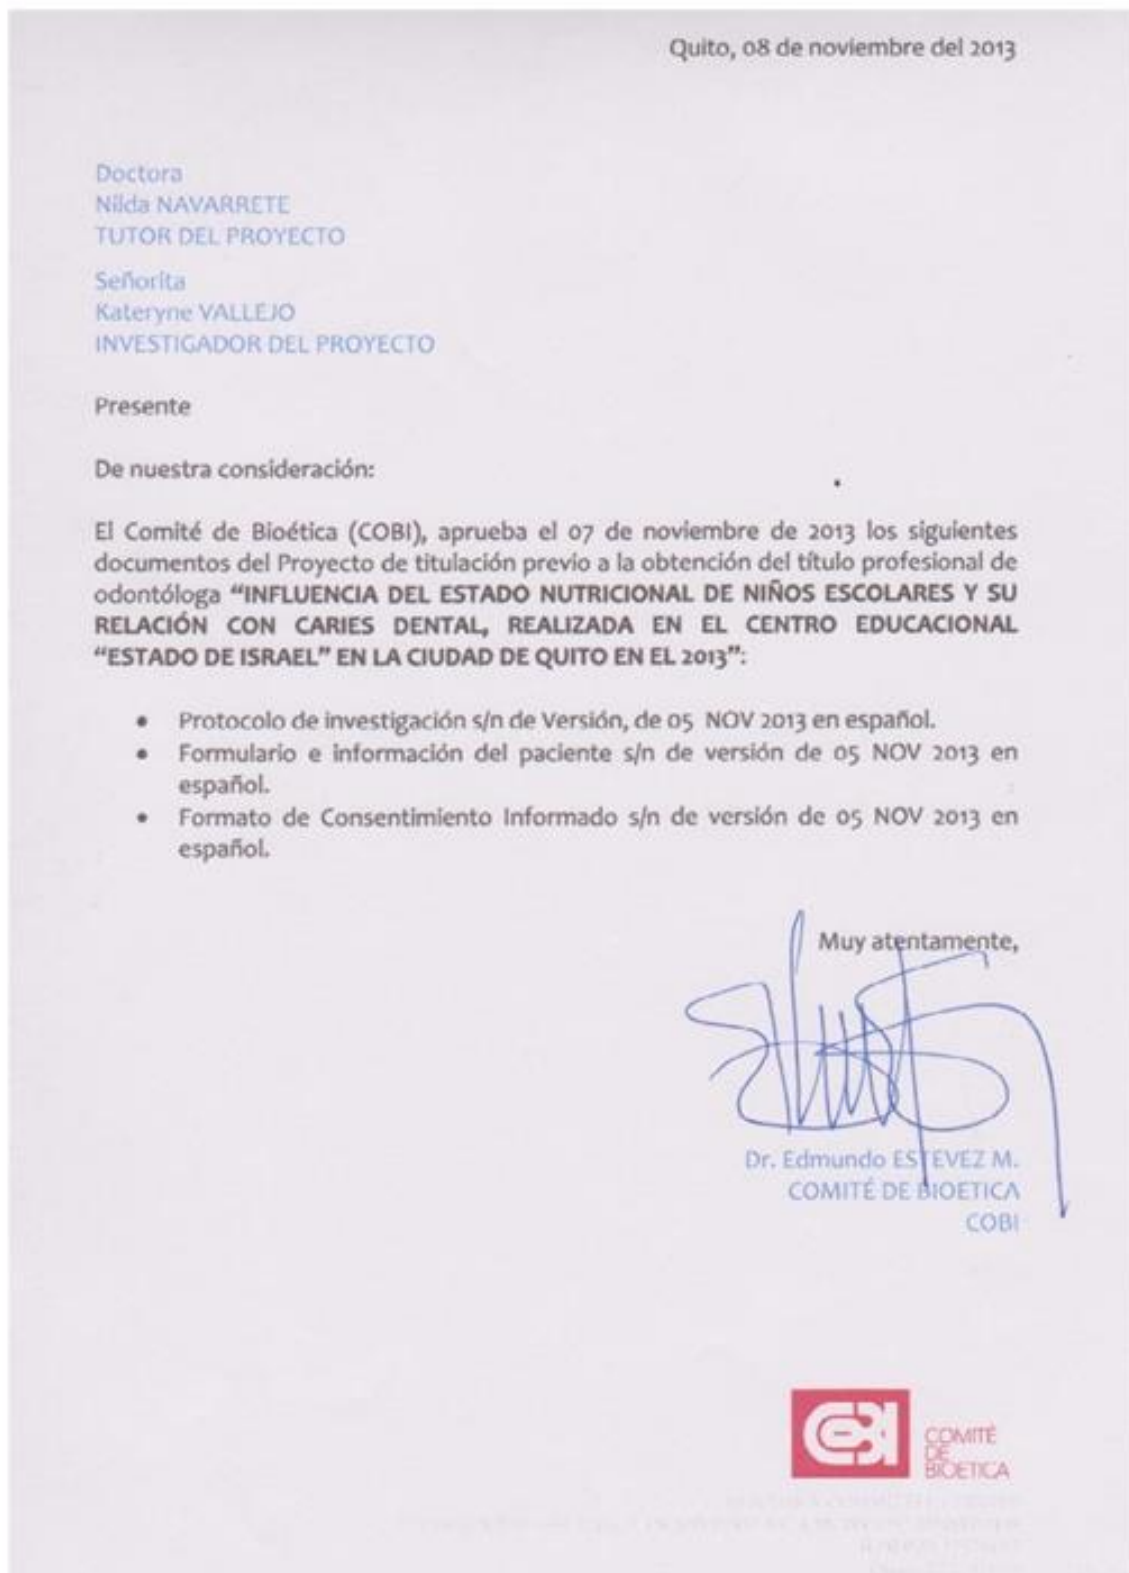 Quito, 08 de noviembre del 2013
Doctora
Nilda NAVARRETE
TUTOR DEL PROYECTO
Señorita
Kateryne VALLEJO
INVESTIGADOR DEL PROYECTO
Presente
De nuestra consideración:
El Comité de Bioética (COBI), aprueba el 07 de noviembre de 2013 los siguientes
documentos del Proyecto de titulación previo a la obtención del título profesional de
odontóloga “INFLUENCIA DEL ESTADO NUTRICIONAL DE NIÑOS ESCOLARES Y SU
RELACIÓN CON CARIES DENTAL, REALIZADA EN EL CENTRO EDUCACIONAL
“ESTADO DE ISRAEL” EN LA CIUDAD DE QUITO EN EL 2013”:
• Protocolo de investigación s/n de Versión, de 05 NOV 2013 en español.
• Formulario e información del paciente s/n de versión de 05 NOV 2013 en
español.
• Formato de Consentimiento Informado s/n de versión de 05 NOV 2013 en
español.
Muy atentamente,
Dr. Edmundo ESTEVEZ M.
COMITÉ DE BIOETICA
COBI
COMITÉ
DE
BIOETICA